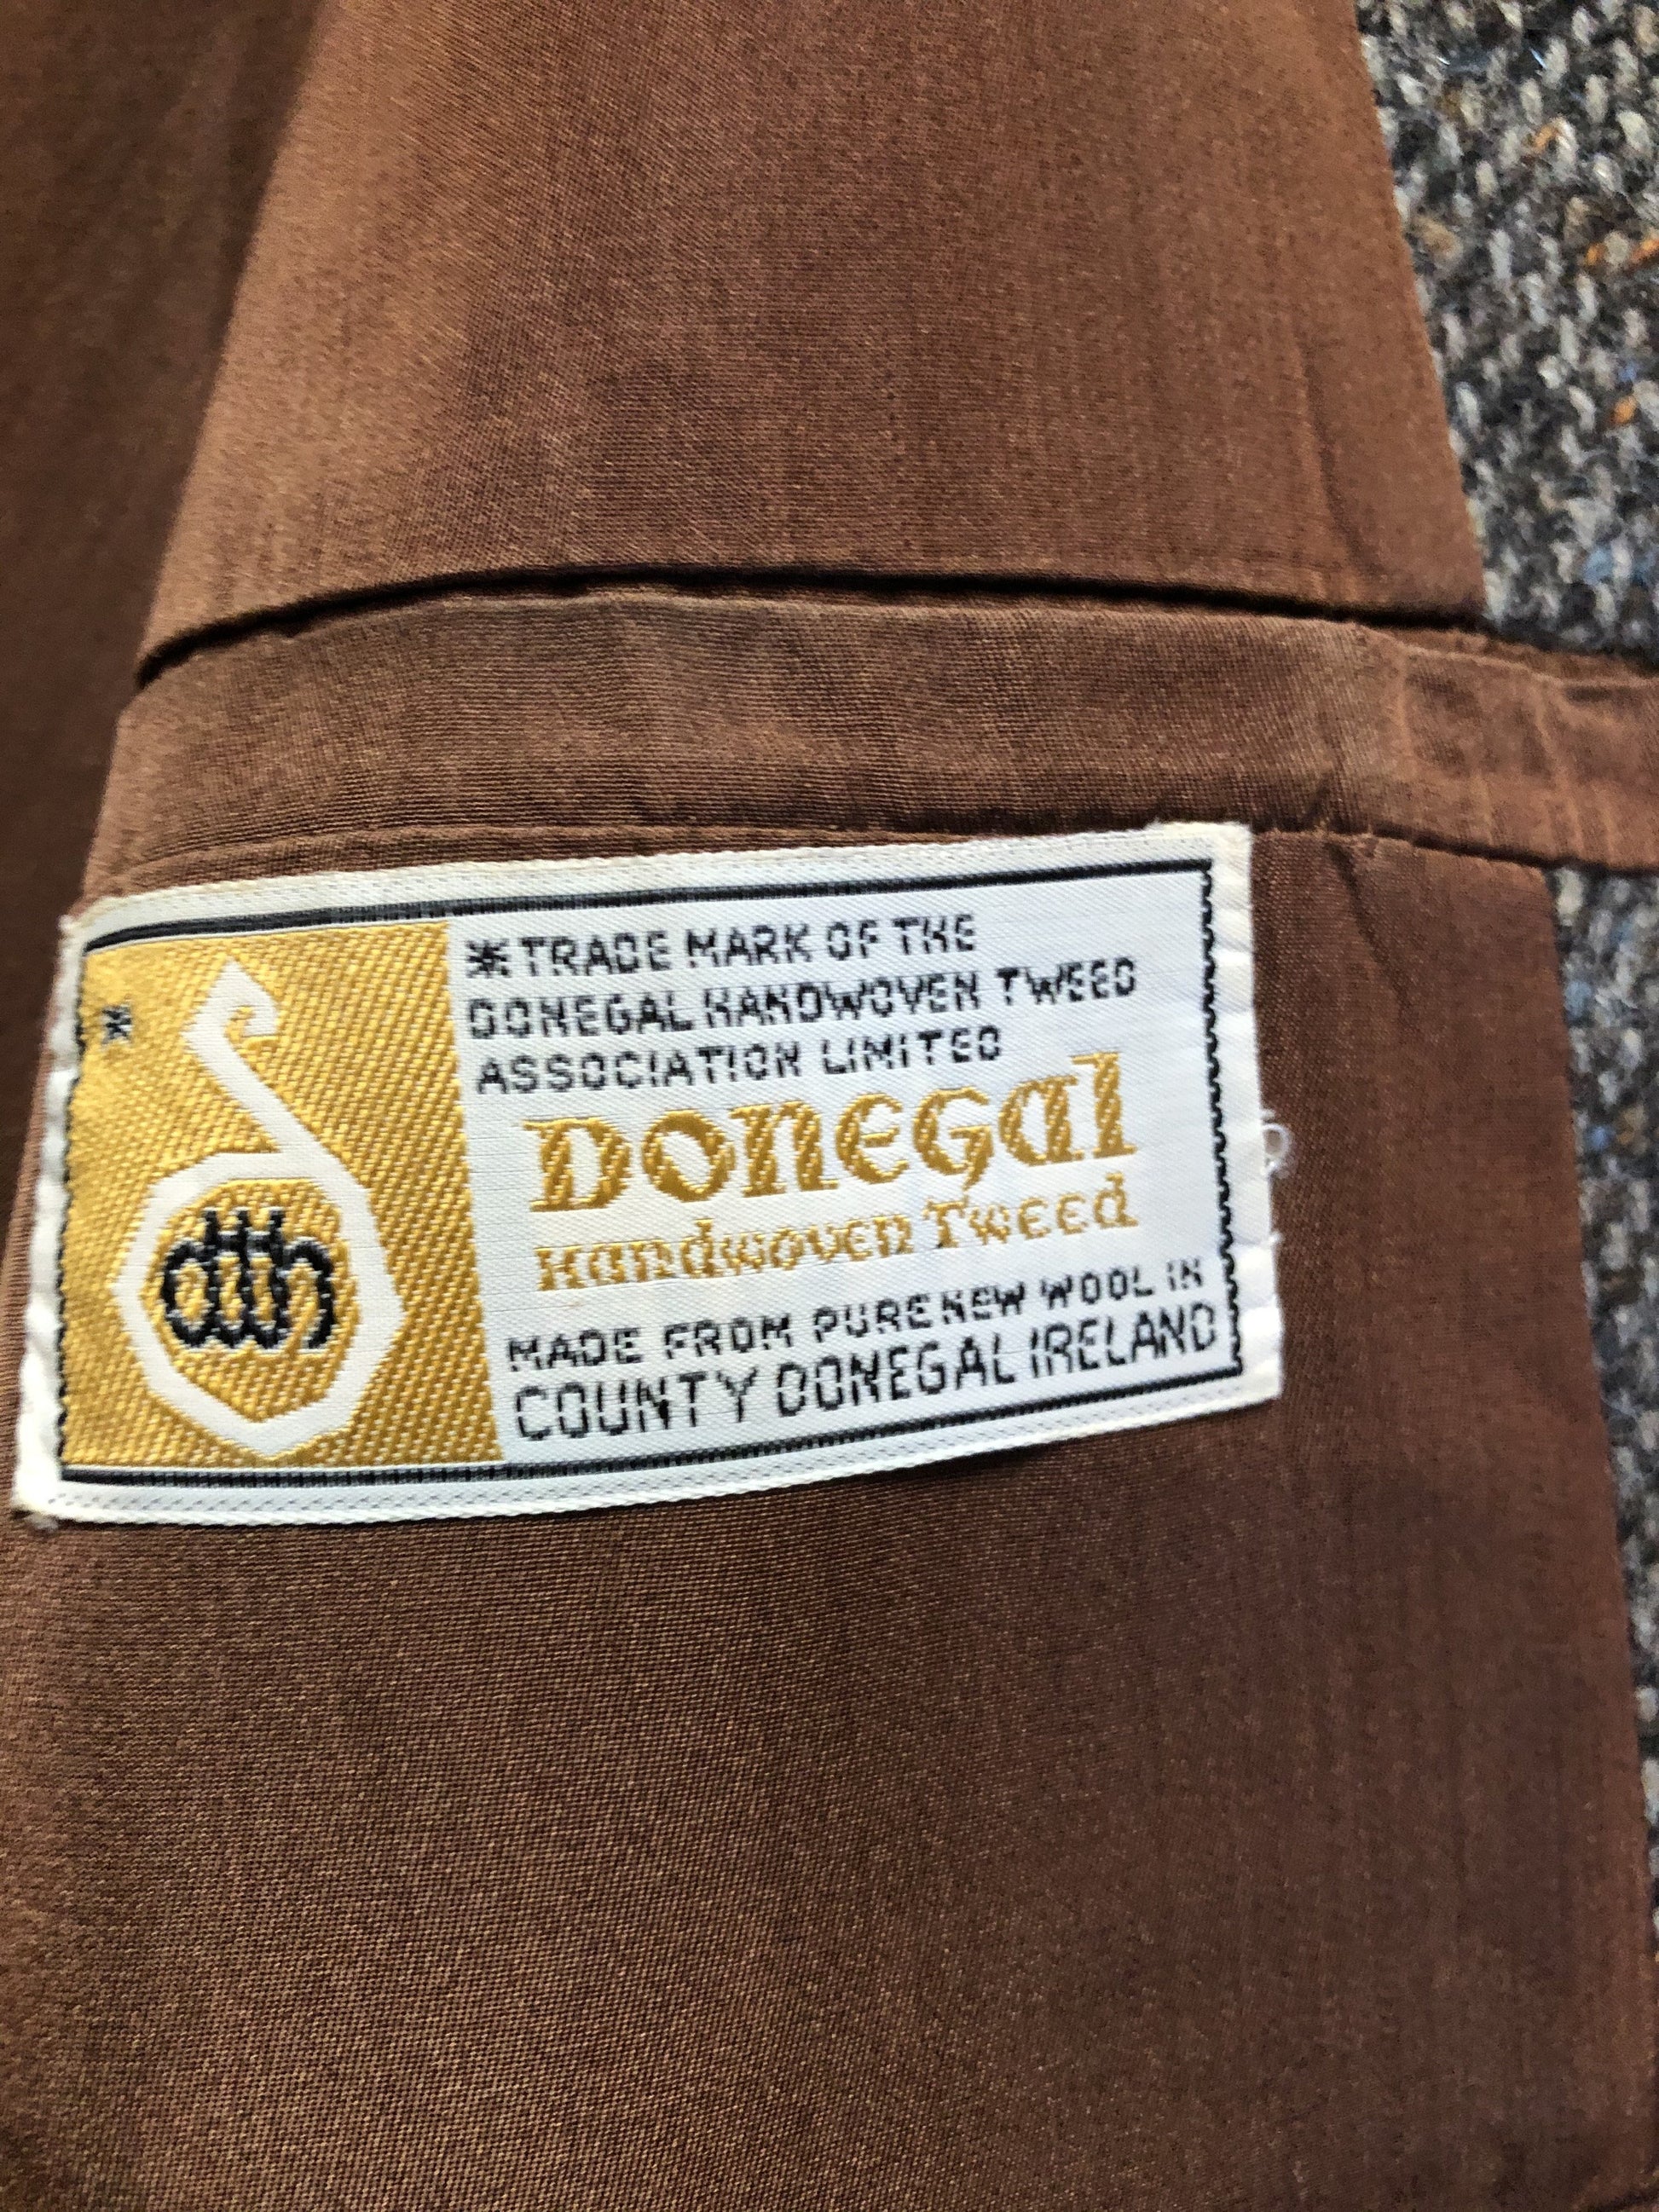 *
dth
*TRADE MARK OF THE
DONEGAL HANDWOVEN TWEED
ASSOCIATION LIMITED
DONEGAL
Handwoven Tweed
MADE FROM PURE NEW WOOL IN
COUNTY DONEGAL IRELAND